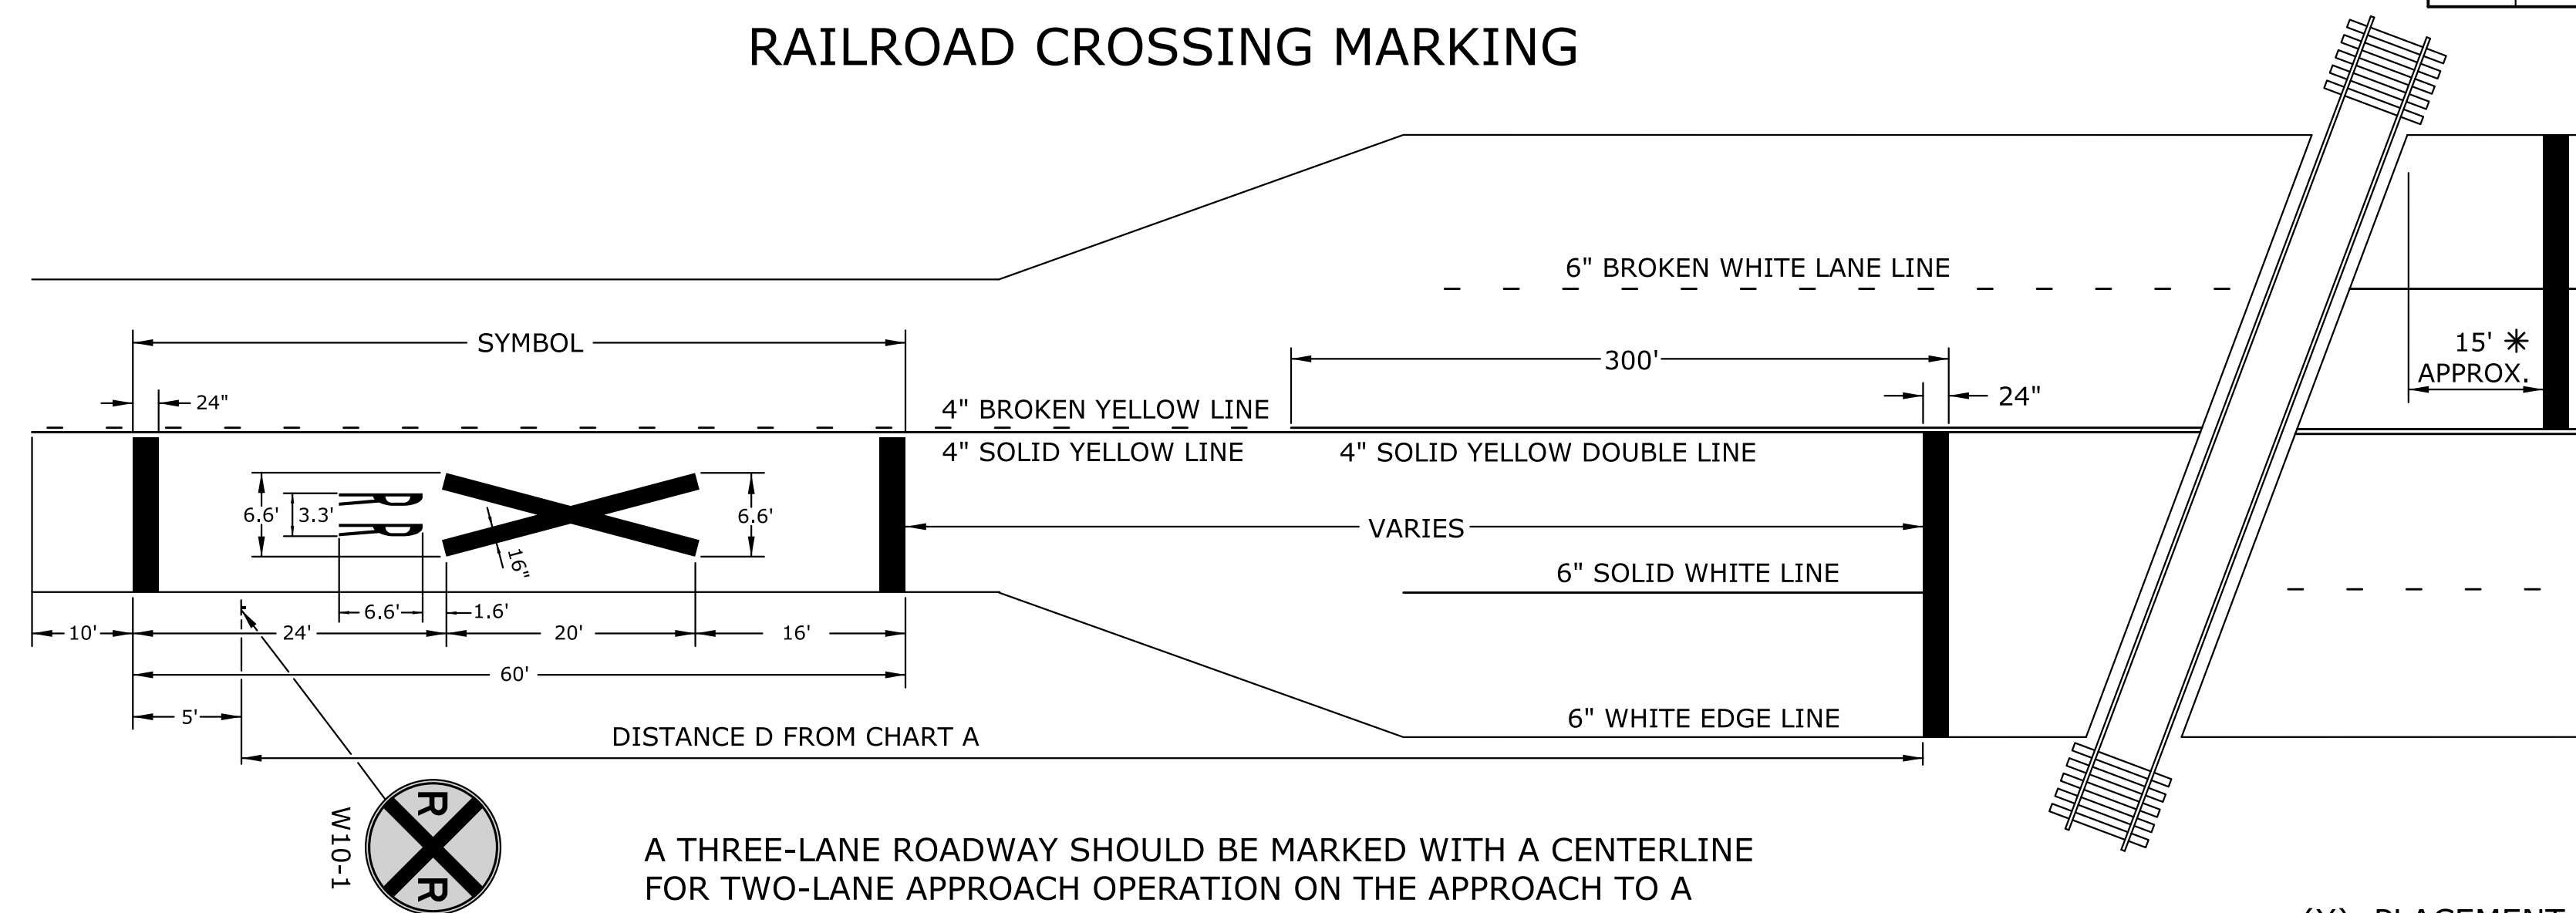 RAILROAD CROSSING MARKING
6" BROKEN WHITE LANE LINE
SYMBOL
300'
15' *
APPROX.
24"
24"
4" BROKEN YELLOW LINE
4" SOLID YELLOW LINE
4" SOLID YELLOW DOUBLE LINE
6.6'
3.3'
RR
16"
6.6'
VARIES
6" SOLID WHITE LINE
6.6'
1.6'
10'
24'
20'
16'
60'
5'
6" WHITE EDGE LINE
DISTANCE D FROM CHART A
W10-1
R
R
A THREE-LANE ROADWAY SHOULD BE MARKED WITH A CENTERLINE
FOR TWO-LANE APPROACH OPERATION ON THE APPROACH TO A
(X) PLACEMENT